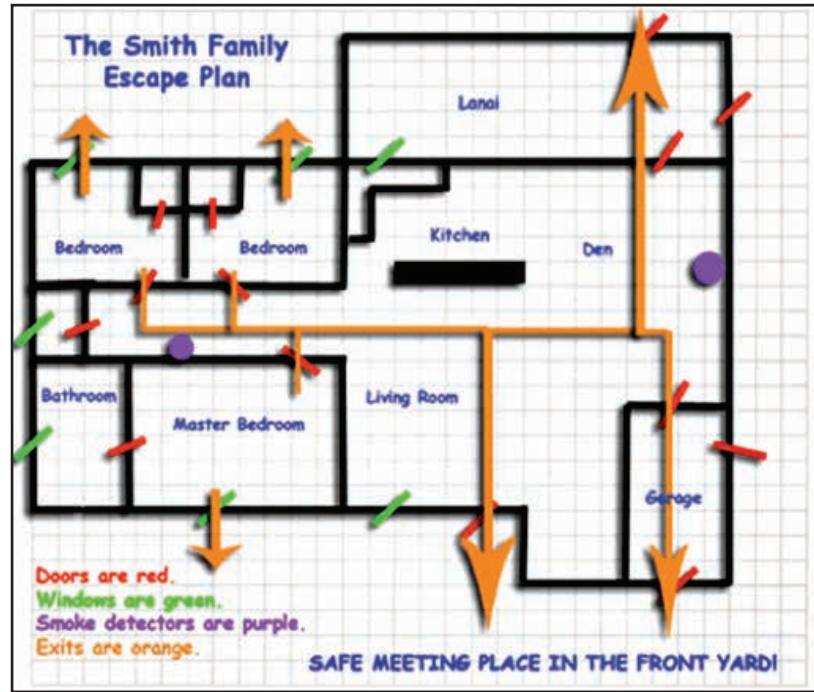 The Smith Family
Escape Plan
Lanai
Bedroom
Bedroom
Kitchen
Den
Bathroom
Master Bedroom
Living Room
Garage
Doors are red.
Windows are green.
Smoke detectors are purple.
Exits are orange.
SAFE MEETING PLACE IN THE FRONT YARD!